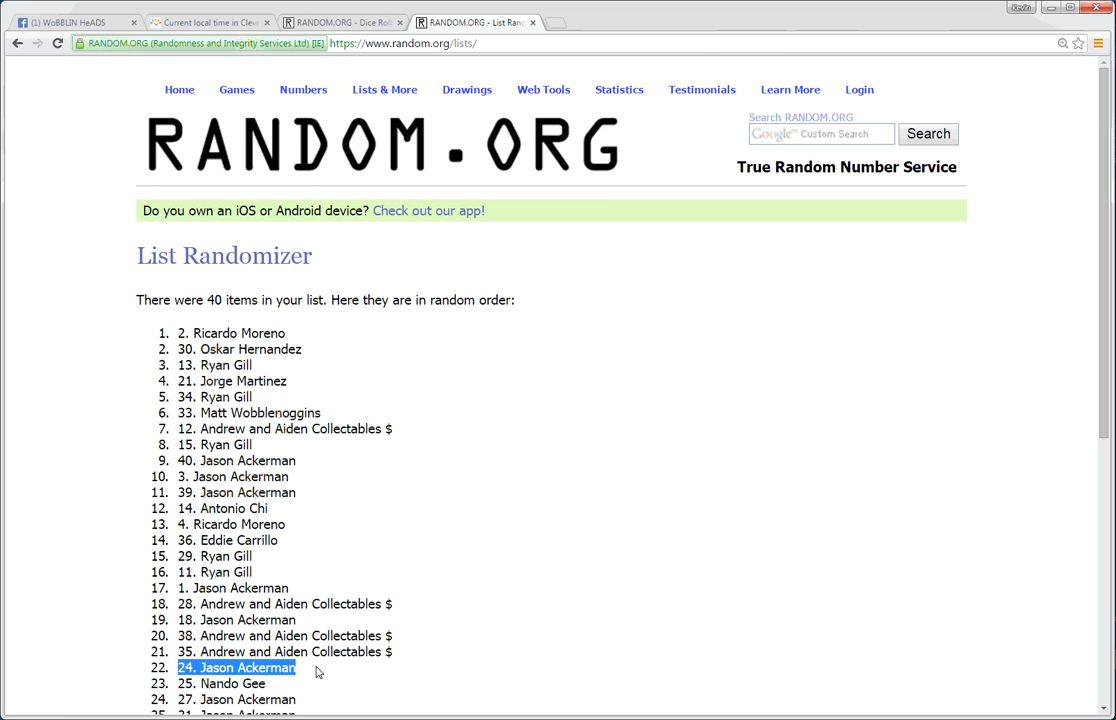 Kevin
(1) WoBBLIN HeADS
Current local time in Clev
RANDOM.ORG - Dice Roll
RANDOM.ORG - List Ran
RANDOM.ORG (Randomness and Integrity Services Ltd) [IE] https://www.random.org/lists/
Home Games Numbers Lists & More Drawings Web Tools Statistics Testimonials Learn More Login
RANDOM.ORG
Search RANDOM.ORG
Google™ Custom Search Search
True Random Number Service
Do you own an iOS or Android device? Check out our app!
List Randomizer
There were 40 items in your list. Here they are in random order:
1. 2. Ricardo Moreno
2. 30. Oskar Hernandez
3. 13. Ryan Gill
4. 21. Jorge Martinez
5. 34. Ryan Gill
6. 33. Matt Wobblenoggins
7. 12. Andrew and Aiden Collectables $
8. 15. Ryan Gill
9. 40. Jason Ackerman
10. 3. Jason Ackerman
11. 39. Jason Ackerman
12. 14. Antonio Chi
13. 4. Ricardo Moreno
14. 36. Eddie Carrillo
15. 29. Ryan Gill
16. 11. Ryan Gill
17. 1. Jason Ackerman
18. 28. Andrew and Aiden Collectables $
19. 18. Jason Ackerman
20. 38. Andrew and Aiden Collectables $
21. 35. Andrew and Aiden Collectables $
22. 24. Jason Ackerman
23. 25. Nando Gee
24. 27. Jason Ackerman
25. 31. Jason Ackerman